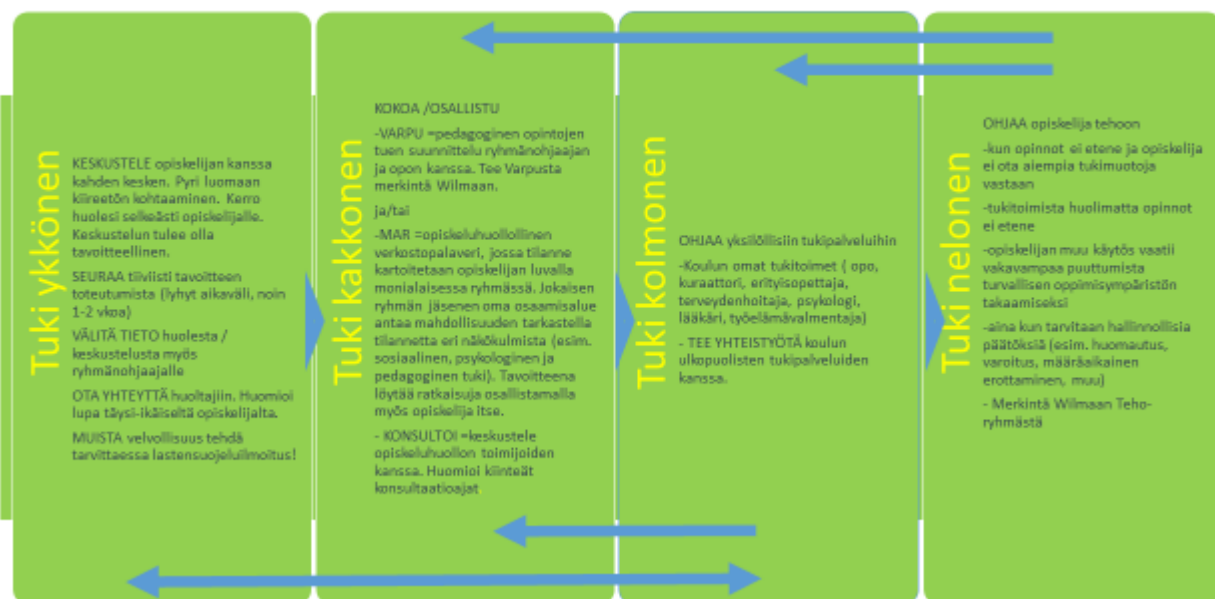 Tuki ykkönen
KESKUSTELE opiskelijan kanssa
kahden kesken. Pyri luomaan
kiireetön kohtaaminen. Kerro
huolesi selkeästi opiskelijalle.
Keskustelun tulee olla
tavoitteellinen.
SEURAA tiiviisti tavoitteen
toteutumista (lyhyt aikaväli, noin
1-2 vkoa)
VÄLITÄ TIETO huolesta /
keskustelusta myös
ryhmänohjaajalle
OTA YHTEYTTÄ huoltajiin. Huomioi
lupa täysi-ikäiseltä opiskelijalta.
MUISTA velvollisuus tehdä
tarvittaessa lastensuojeluilmoitus!
Tuki kakkonen
KOKOA /OSALLISTU
-VARPU =pedagoginen opintojen
tuen suunnittelu ryhmänohjaajan
ja opon kanssa. Tee Varpusta
merkintä Wilmaan.
ja/tai
-MAR =opiskeluhuollollinen
verkostopalaveri, jossa tilanne
kartoitetaan opiskelijan luvalla
monialaisessa ryhmässä. Jokaisen
ryhmän jäsenen oma osaamisalue
antaa mahdollisuuden tarkastella
tilannetta eri näkökulmista (esim.
sosiaalinen, psykologinen ja
pedagoginen tuki). Tavoitteena
löytää ratkaisuja osallistamalla
myös opiskelija itse.
- KONSULTOI =keskustele
opiskeluhuollon toimijoiden
kanssa. Huomioi kiinteät
konsultaatioajat.
Tuki kolmonen
OHJAA yksilöllisiin tukipalveluihin
-Koulun omat tukitoimet ( opo,
kuraattori, erityisopettaja,
terveydenhoitaja, psykologi,
lääkäri, työelämävalmentaja)
- TEE YHTEISTYÖTÄ koulun
ulkopuolisten tukipalveluiden
kanssa.
Tuki nelonen
OHJAA opiskelija tehoon
-kun opinnot ei etene ja opiskelija
ei ota aiempia tukimuotoja
vastaan
-tukitoimista huolimatta opinnot
ei etene
-opiskelijan muu käytös vaatii
vakavampaa puuttumista
turvallisen oppimisympäristön
takaamiseksi
-aina kun tarvitaan hallinnollisia
päätöksiä (esim. huomautus,
varoitus, määräaikainen
erottaminen, muu)
- Merkintä Wilmaan Teho-
ryhmästä